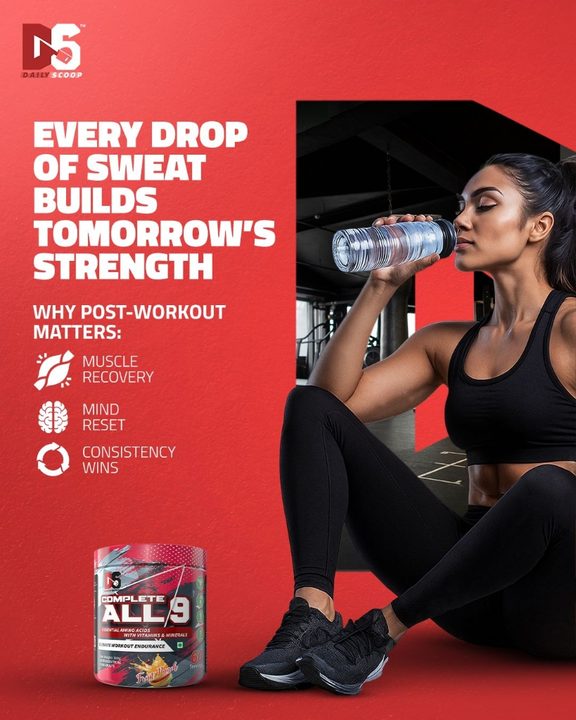 DS
DAILY SCOOP
EVERY DROP
OF SWEAT
BUILDS
TOMORROW'S
STRENGTH
WHY POST-WORKOUT
MATTERS:
MUSCLE
RECOVERY
MIND
RESET
CONSISTENCY
WINS
DS
COMPLETE
ALL 9
ESSENTIAL AMINO ACIDS
WITH VITAMINS & MINERALS
WORKOUT ENDURANCE